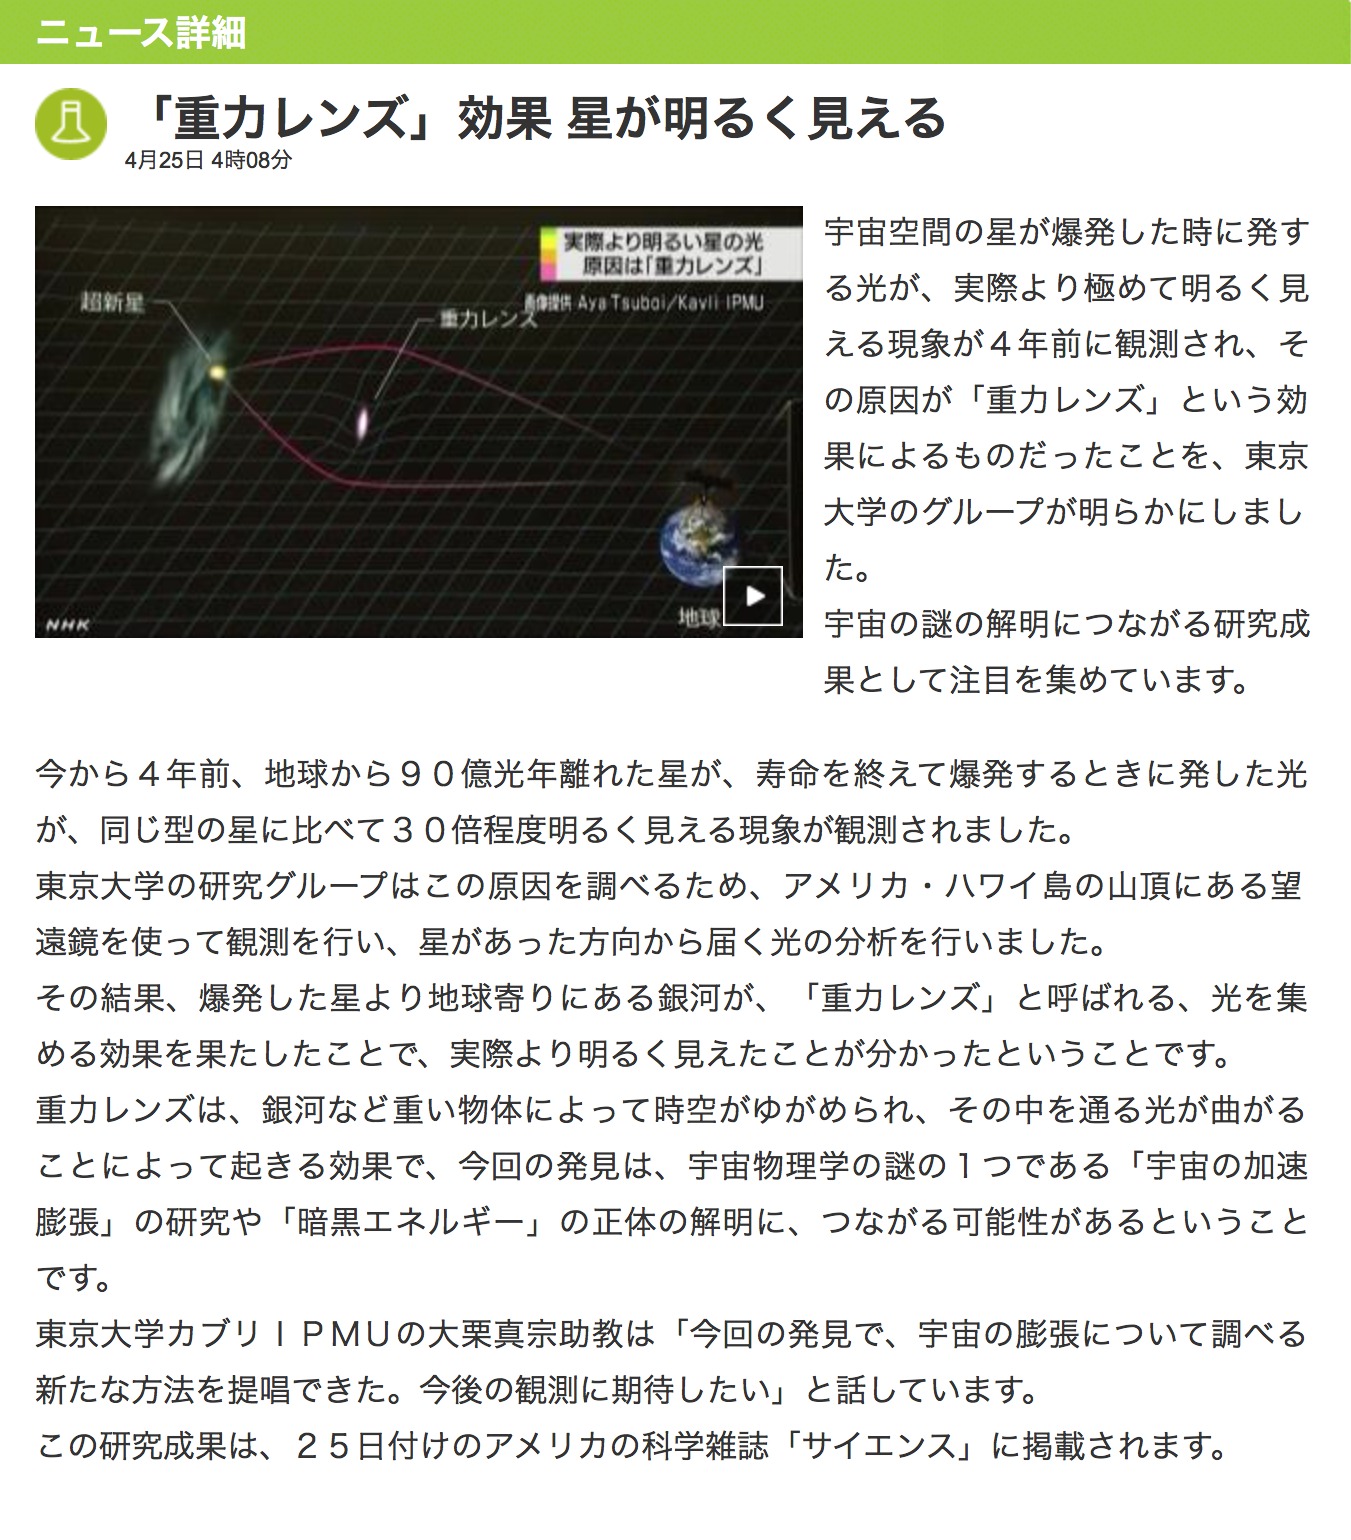 ニュース詳細
「重力レンズ」効果 星が明るく見える
4月25日 4時08分
実際より明るい星の光
原因は「重力レンズ」
画像提供 Aya Tsuboi／Kavli IPMU
超新星
重力レンズ
地球
NHK
宇宙空間の星が爆発した時に発す
る光が、実際より極めて明るく見
える現象が４年前に観測され、そ
の原因が「重力レンズ」という効
果によるものだったことを、東京
大学のグループが明らかにしまし
た。
宇宙の謎の解明につながる研究成
果として注目を集めています。
今から４年前、地球から９０億光年離れた星が、寿命を終えて爆発するときに発した光
が、同じ型の星に比べて３０倍程度明るく見える現象が観測されました。
東京大学の研究グループはこの原因を調べるため、アメリカ・ハワイ島の山頂にある望
遠鏡を使って観測を行い、星があった方向から届く光の分析を行いました。
その結果、爆発した星より地球寄りにある銀河が、「重力レンズ」と呼ばれる、光を集
める効果を果たしたことで、実際より明るく見えたことが分かったということです。
重力レンズは、銀河など重い物体によって時空がゆがめられ、その中を通る光が曲がる
ことによって起きる効果で、今回の発見は、宇宙物理学の謎の１つである「宇宙の加速
膨張」の研究や「暗黒エネルギー」の正体の解明に、つながる可能性があるということ
です。
東京大学カブリＩＰＭＵの大栗真宗助教は「今回の発見で、宇宙の膨張について調べる
新たな方法を提唱できた。今後の観測に期待したい」と話しています。
この研究成果は、２５日付けのアメリカの科学雑誌「サイエンス」に掲載されます。